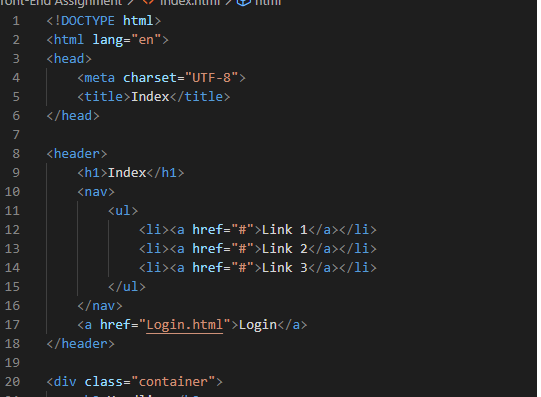 ront-End Assignment > <> index.html > html
1 <!DOCTYPE html>
2 <html lang="en">
3 <head>
4     <meta charset="UTF-8">
5     <title>Index</title>
6 </head>
7
8 <header>
9     <h1>Index</h1>
10     <nav>
11         <ul>
12             <li><a href="#">Link 1</a></li>
13             <li><a href="#">Link 2</a></li>
14             <li><a href="#">Link 3</a></li>
15         </ul>
16     </nav>
17     <a href="Login.html">Login</a>
18 </header>
19
20 <div class="container">